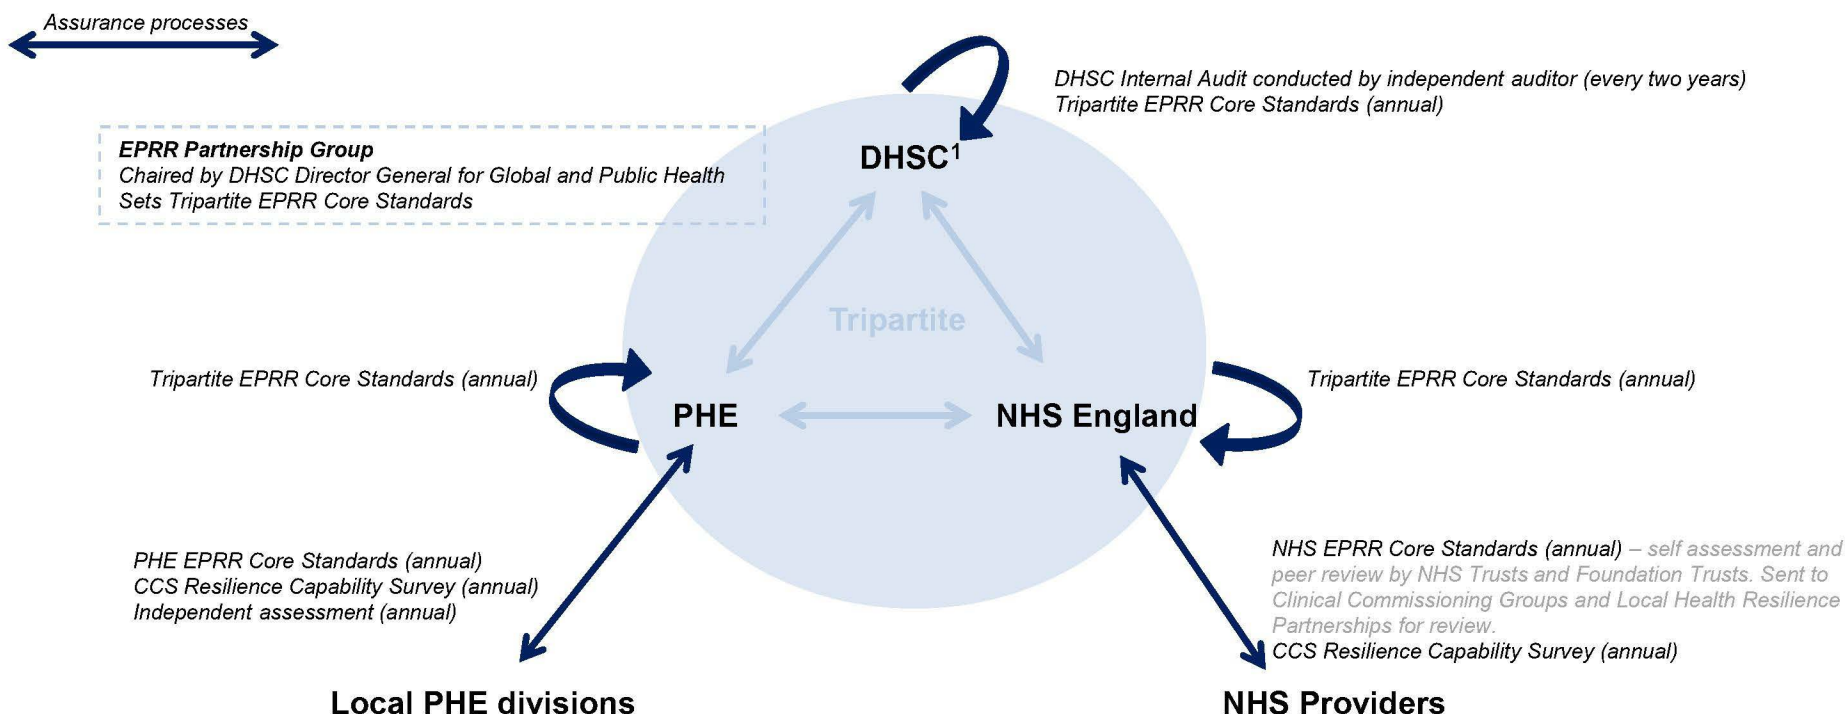 Assurance processes
DHSC Internal Audit conducted by independent auditor (every two years)
Tripartite EPRR Core Standards (annual)
EPRR Partnership Group
Chaired by DHSC Director General for Global and Public Health
Sets Tripartite EPRR Core Standards
DHSC¹
Tripartite
Tripartite EPRR Core Standards (annual)
Tripartite EPRR Core Standards (annual)
PHE
NHS England
PHE EPRR Core Standards (annual)
CCS Resilience Capability Survey (annual)
Independent assessment (annual)
NHS EPRR Core Standards (annual) – self assessment and
peer review by NHS Trusts and Foundation Trusts. Sent to
Clinical Commissioning Groups and Local Health Resilience
Partnerships for review.
CCS Resilience Capability Survey (annual)
Local PHE divisions
NHS Providers